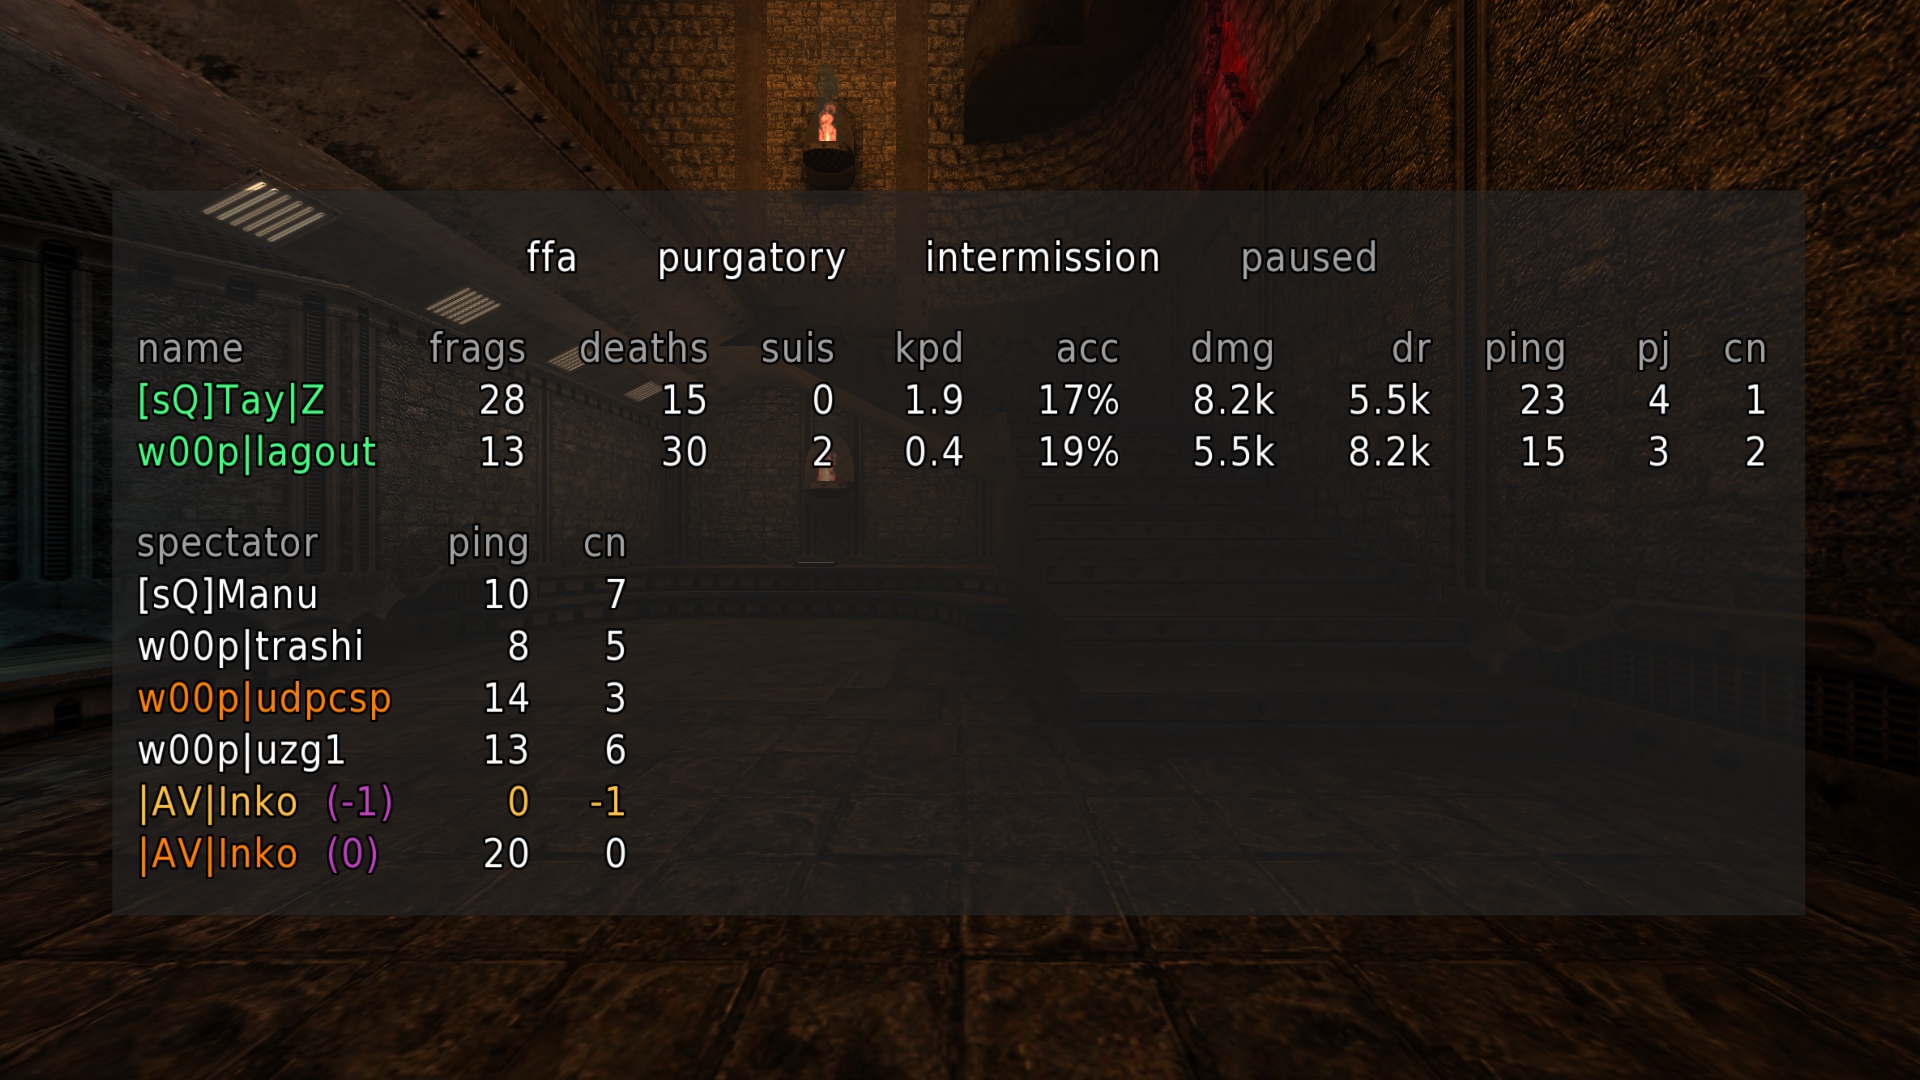 ffa purgatory intermission paused
name frags deaths suis kpd acc dmg dr ping pj cn
[sQ]Tay|Z 28 15 0 1.9 17% 8.2k 5.5k 23 4 1
w00p|lagout 13 30 2 0.4 19% 5.5k 8.2k 15 3 2
spectator ping cn
[sQ]Manu 10 7
w00p|trashi 8 5
w00p|udpcsp 14 3
w00p|uzg1 13 6
|AV|Inko (-1) 0 -1
|AV|Inko (0) 20 0